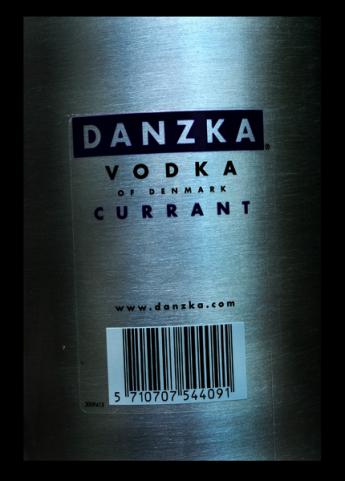 DANZKA®
VODKA
OF DENMARK
CURRANT
www.danzka.com
5 710707 544091